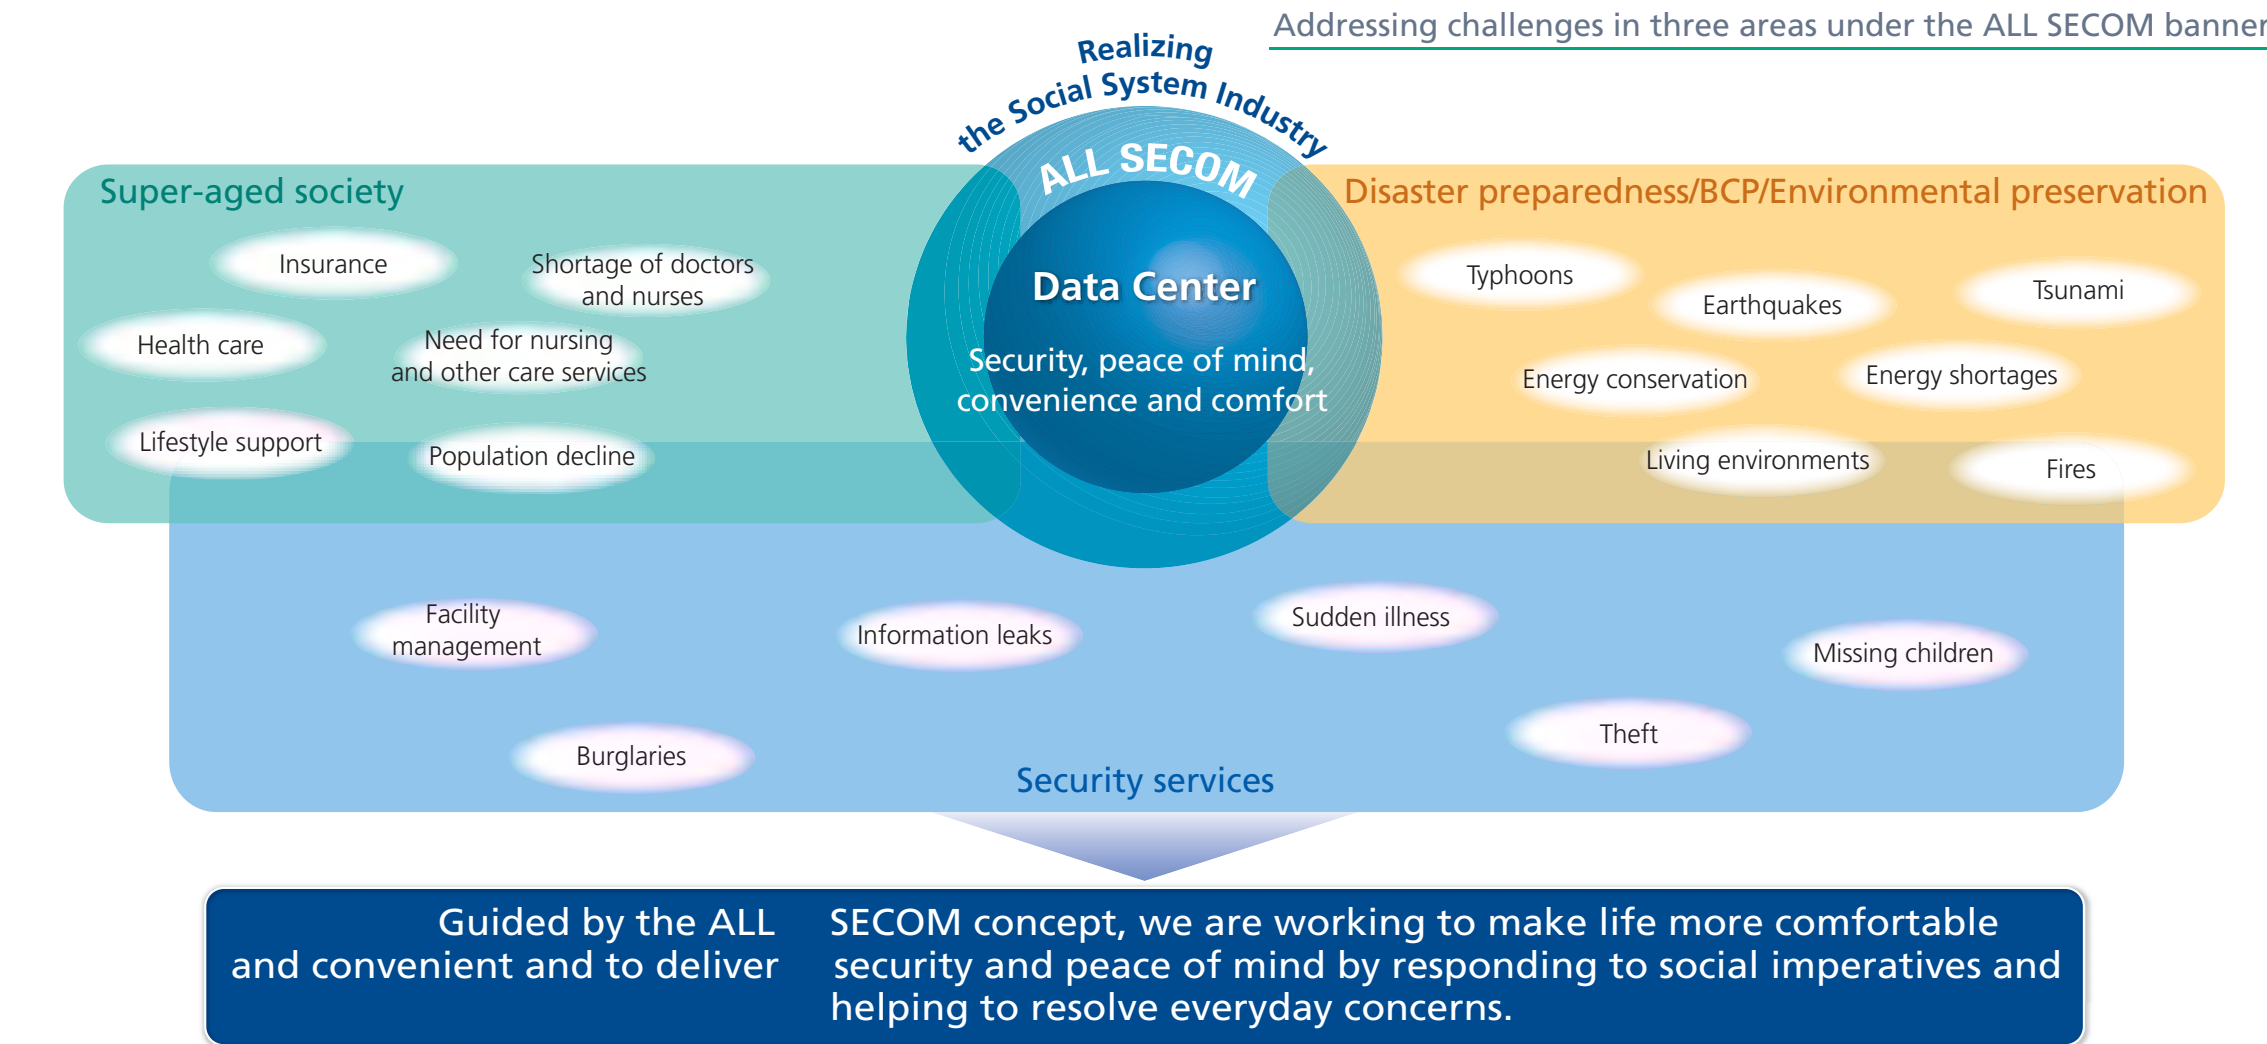 Addressing challenges in three areas under the ALL SECOM banner
Realizing
the Social System Industry
ALL SECOM
Data Center
Security, peace of mind,
convenience and comfort
Super-aged society
Insurance
Shortage of doctors
and nurses
Health care
Need for nursing
and other care services
Lifestyle support
Population decline
Disaster preparedness/BCP/Environmental preservation
Typhoons
Earthquakes
Tsunami
Energy conservation
Energy shortages
Living environments
Fires
Facility
management
Information leaks
Sudden illness
Missing children
Burglaries
Theft
Security services
Guided by the ALL SECOM concept, we are working to make life more comfortable
and convenient and to deliver security and peace of mind by responding to social imperatives and
helping to resolve everyday concerns.